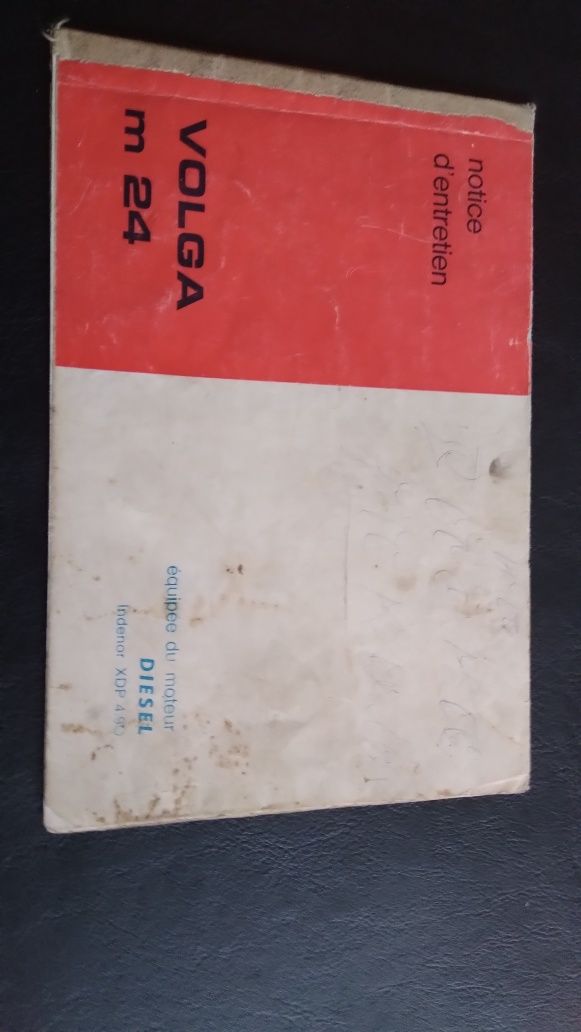 notice
d'entretien
VOLGA
m 24
équipée du moteur
DIESEL
Indenor XDP 4.90